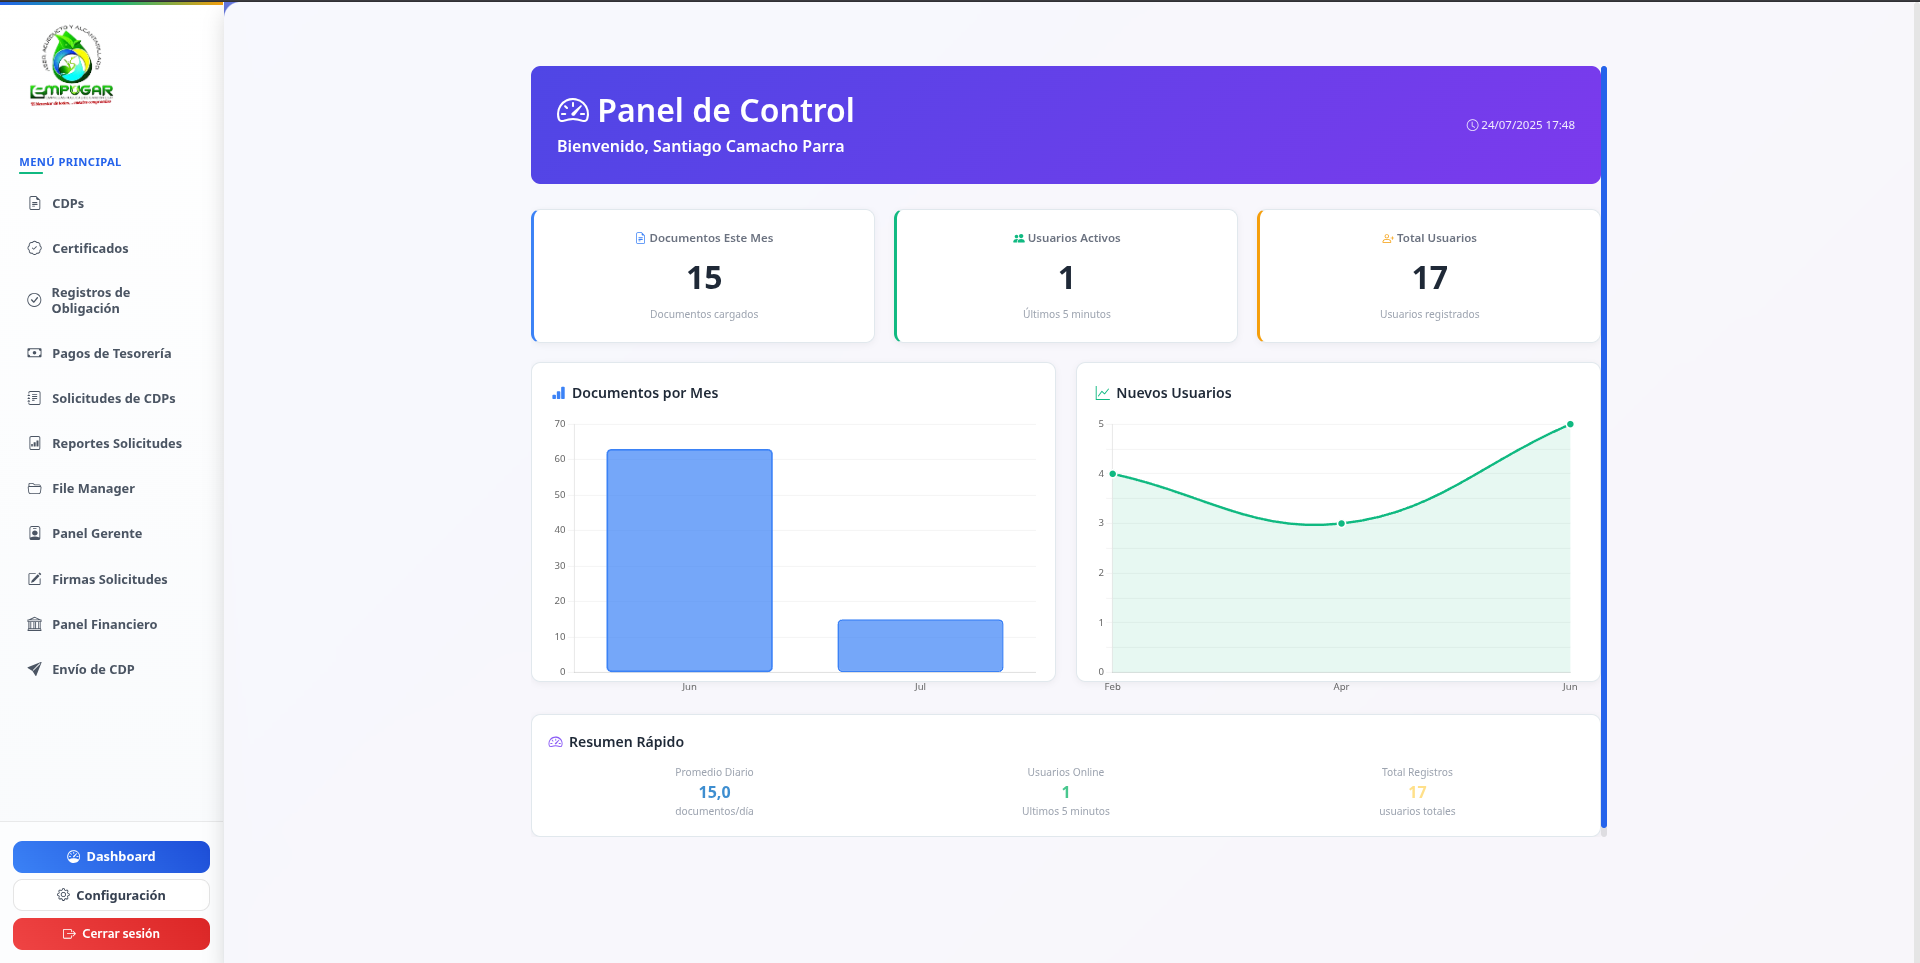 EMPUGAR
MENÚ PRINCIPAL
CDPs
Certificados
Registros de
Obligación
Pagos de Tesorería
Solicitudes de CDPs
Reportes Solicitudes
File Manager
Panel Gerente
Firmas Solicitudes
Panel Financiero
Envío de CDP
Dashboard
Configuración
Cerrar sesión
Panel de Control
Bienvenido, Santiago Camacho Parra
24/07/2025 17:48
Documentos Este Mes
15
Documentos cargados
Usuarios Activos
1
Últimos 5 minutos
Total Usuarios
17
Usuarios registrados
Documentos por Mes
70
60
50
40
30
20
10
0
Jun
Jul
Nuevos Usuarios
5
4
3
2
1
0
Feb
Apr
Jun
Resumen Rápido
Promedio Diario
15,0
documentos/día
Usuarios Online
1
Últimos 5 minutos
Total Registros
17
usuarios totales